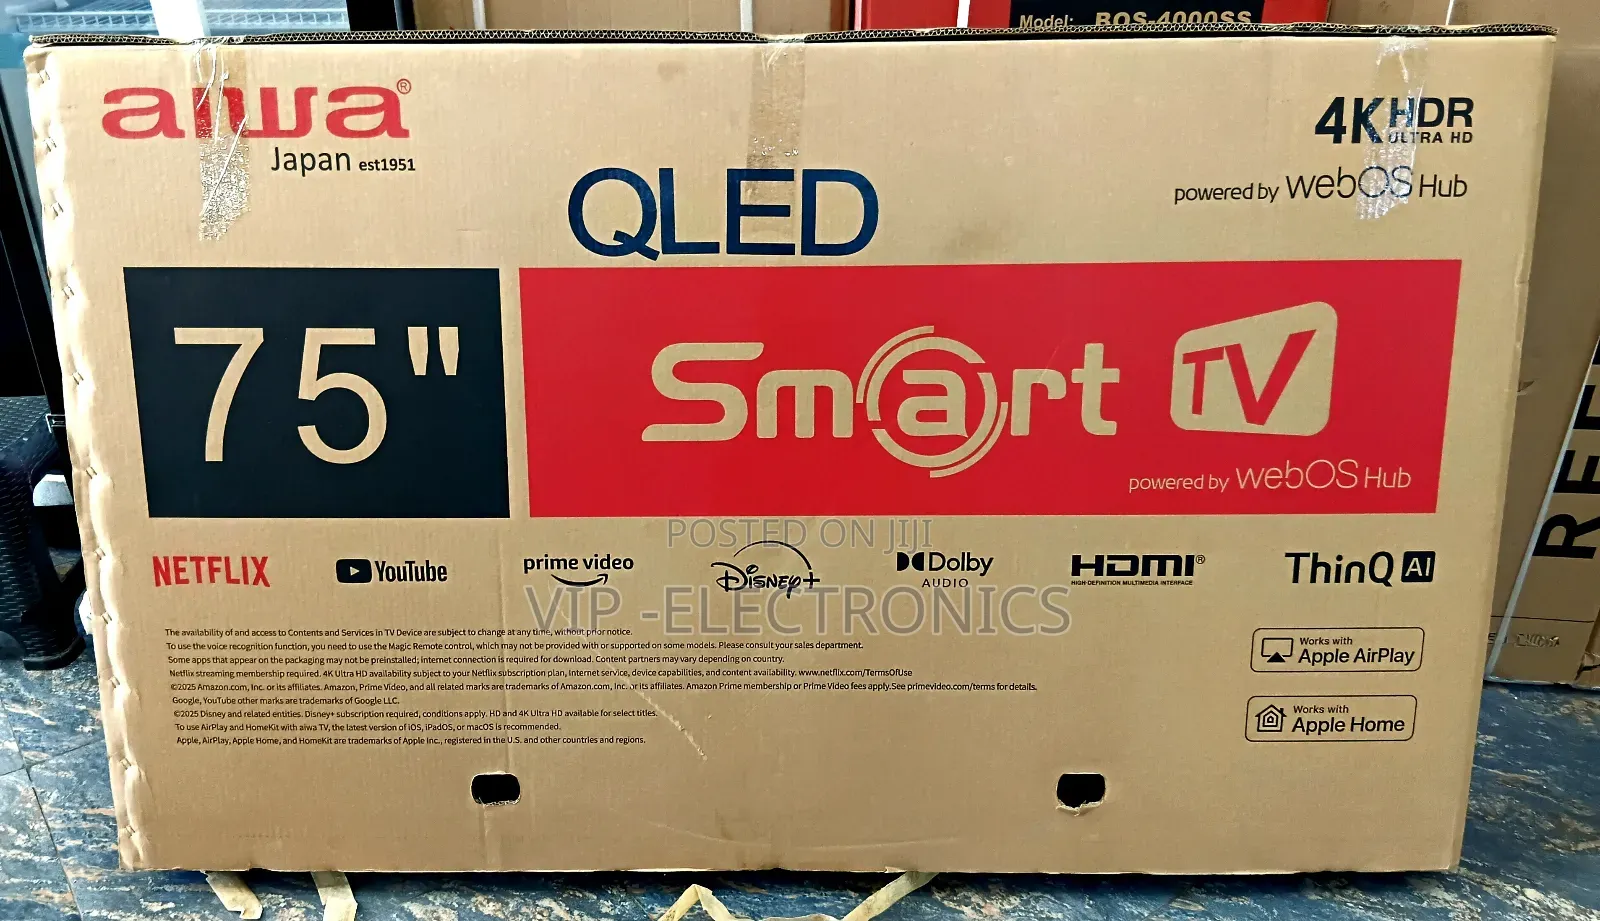 Model: BOS-4000SS
aiwa®
Japan est1951
4K HDR
ULTRA HD
powered by webOS Hub
QLED
75"
Smart TV
powered by webOS Hub
POSTED ON JIJI
NETFLIX
YouTube
prime video
Disney+
Dolby
AUDIO
HDMI®
HIGH-DEFINITION MULTIMEDIA INTERFACE
ThinQ AI
VIP -ELECTRONICS
The availability of and access to Contents and Services in TV Device are subject to change at any time, without prior notice.
To use the voice recognition function, you need to use the Magic Remote control, which may not be provided with or supported on some models. Please consult your sales department.
Some apps that appear on the packaging may not be preinstalled; internet connection is required for download. Content partners may vary depending on country.
Netflix streaming membership required. 4K Ultra HD availability subject to your Netflix subscription plan, internet service, device capabilities, and content availability. www.netflix.com/TermsOfUse
©2025 Amazon.com, Inc. or its affiliates. Amazon, Prime Video, and all related marks are trademarks of Amazon.com, Inc. or its affiliates. Amazon Prime membership or Prime Video fees apply.See primevideo.com/terms for details.
Google, YouTube other marks are trademarks of Google LLC.
©2025 Disney and related entities. Disney+ subscription required, conditions apply. HD and 4K Ultra HD available for select titles.
To use AirPlay and HomeKit with aiwa TV, the latest version of iOS, iPadOS, or macOS is recommended.
Apple, AirPlay, Apple Home, and HomeKit are trademarks of Apple Inc., registered in the U.S. and other countries and regions.
Works with
Apple AirPlay
Works with
Apple Home